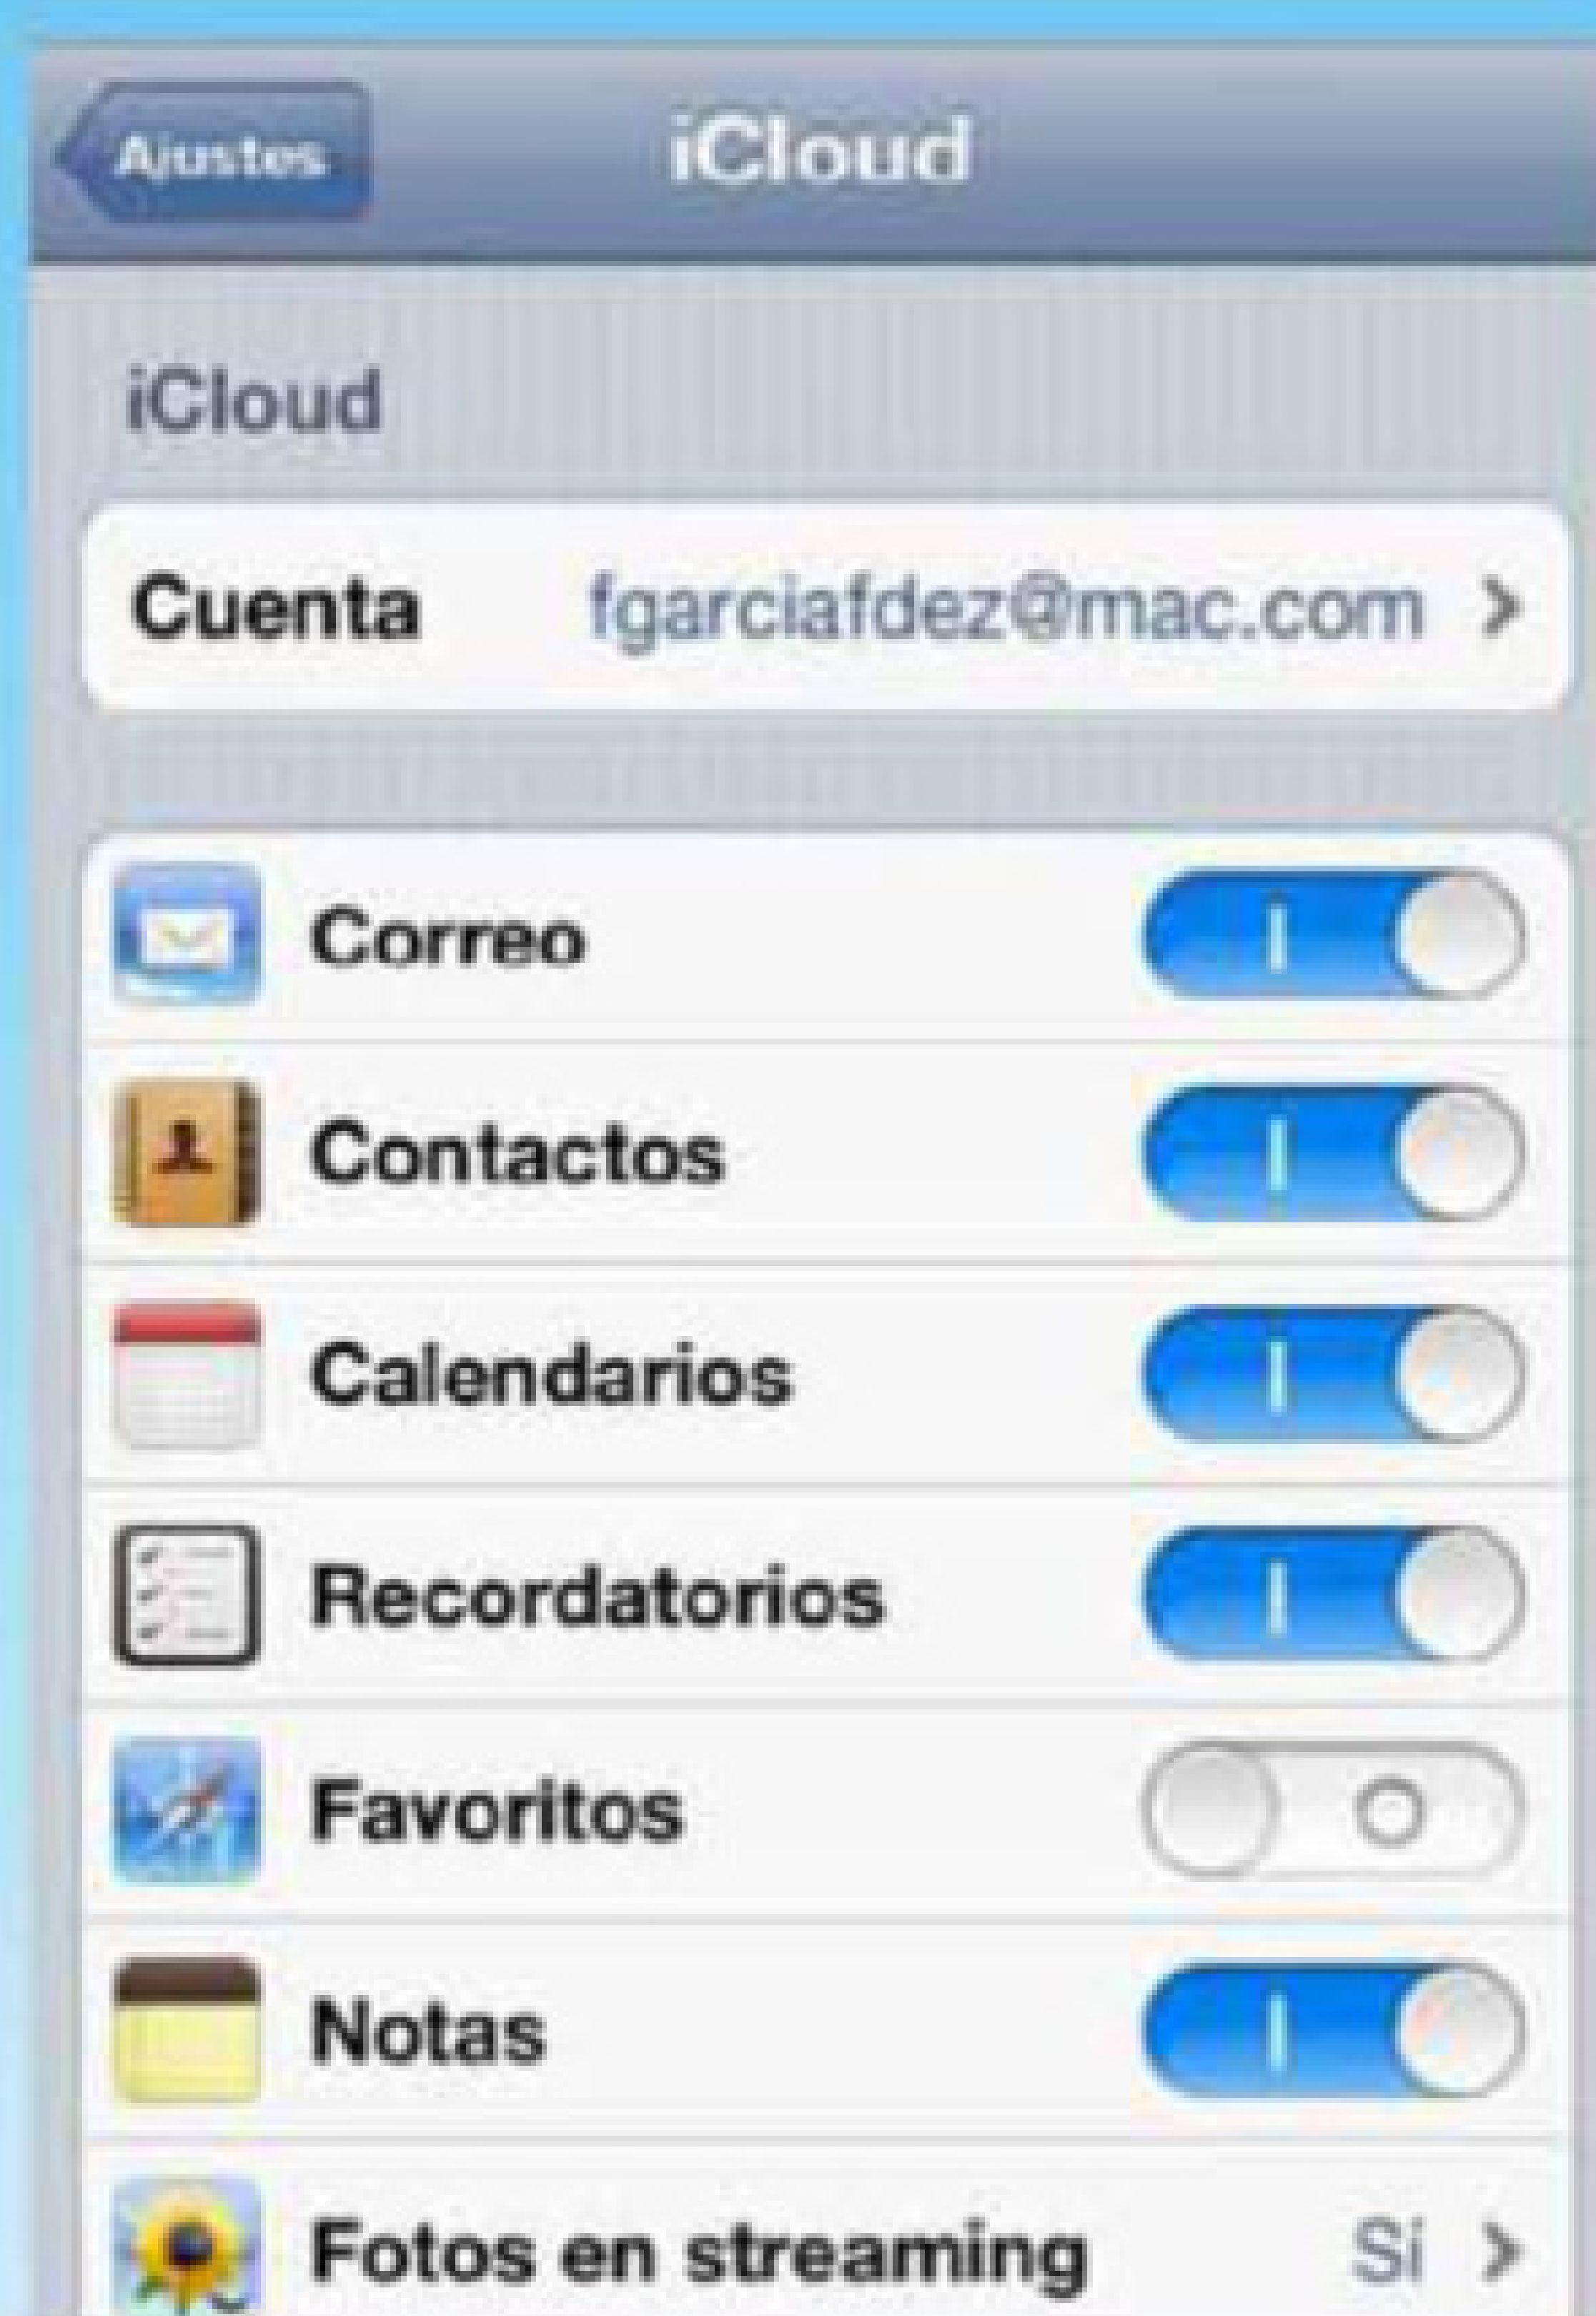 Ajustes iCloud
iCloud
Cuenta fgarciafdez@mac.com
Correo
Contactos
Calendarios
Recordatorios
Favoritos
Notas
Fotos en streaming Sí